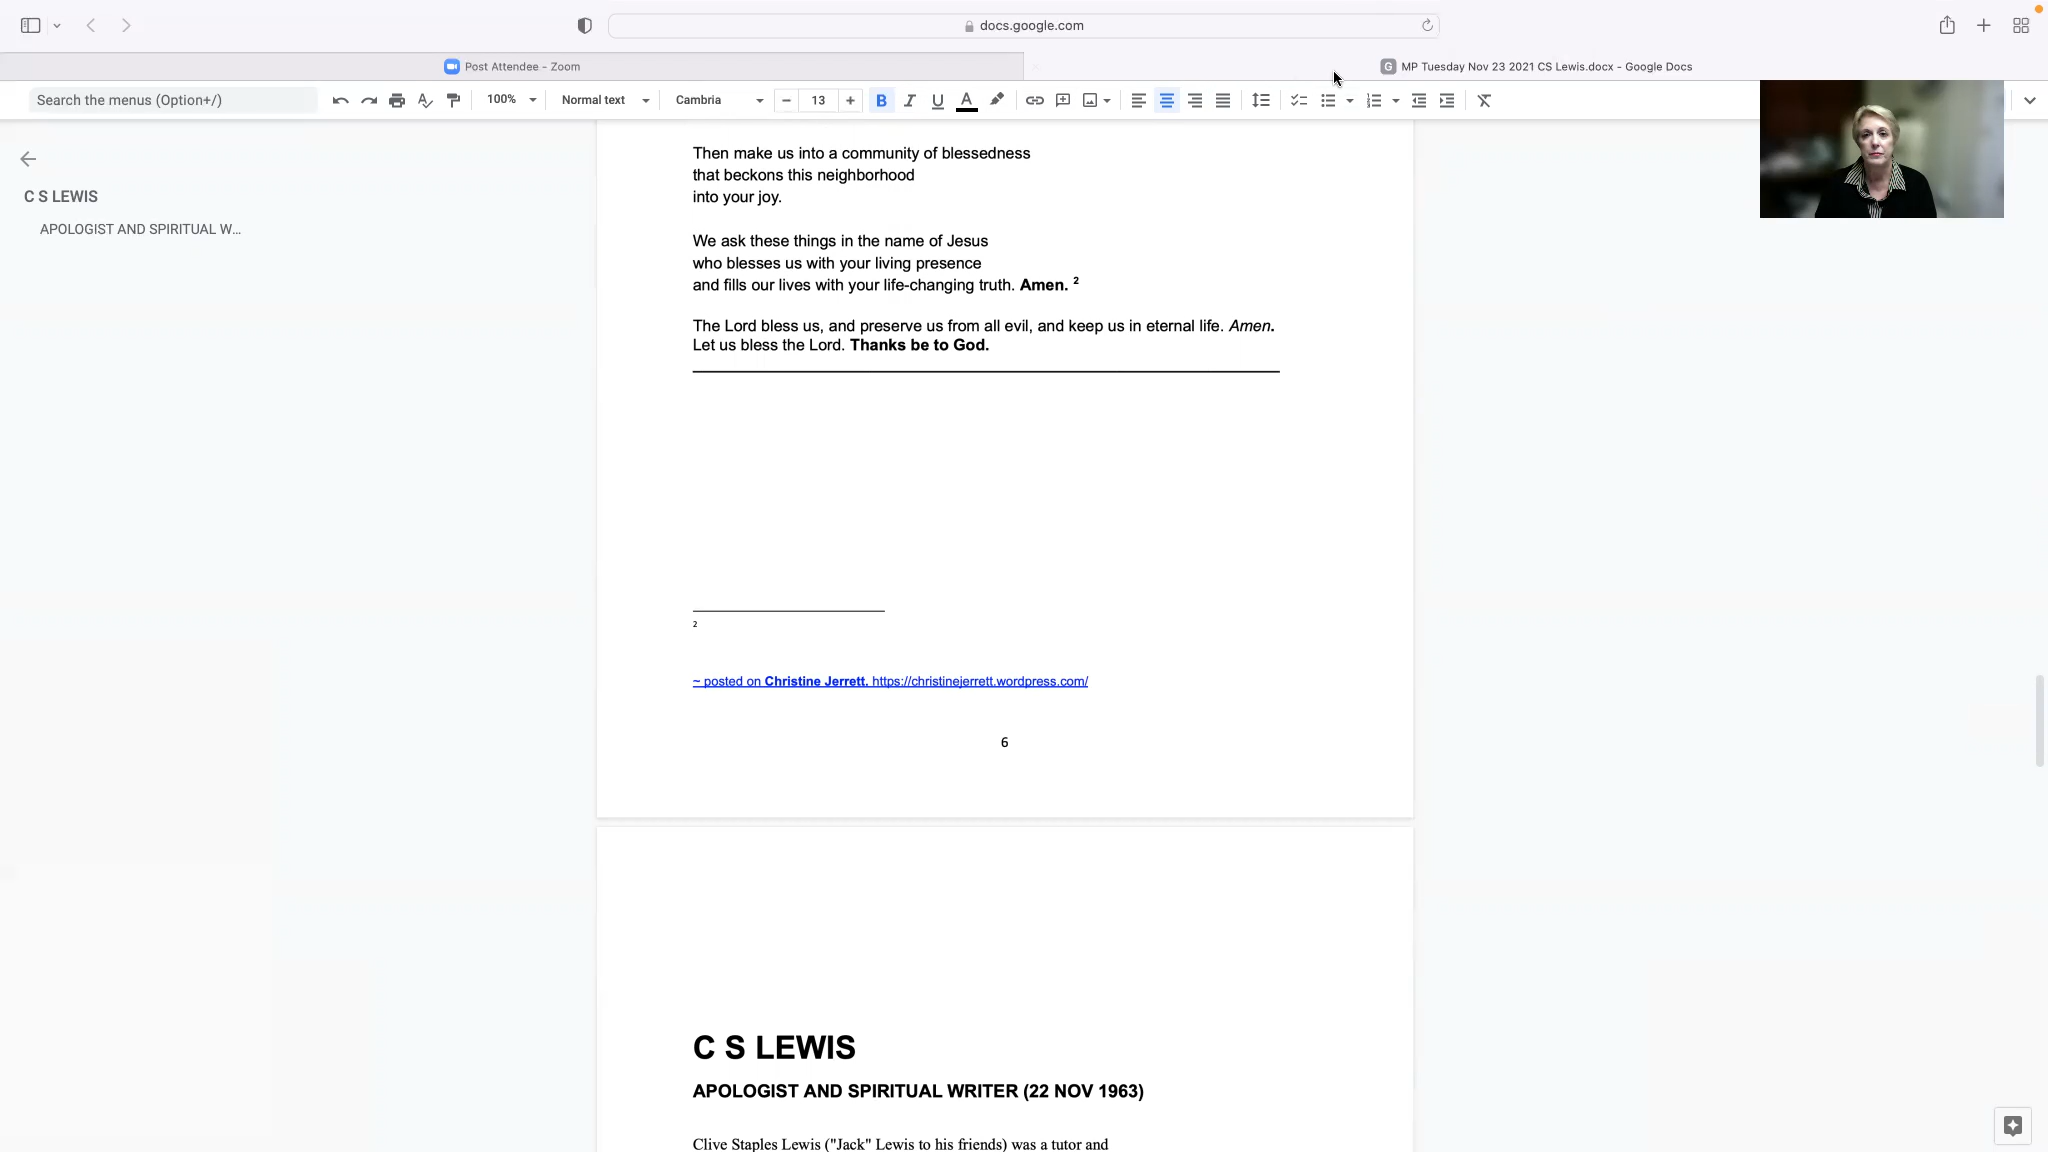 docs.google.com
Post Attendee - Zoom
G MP Tuesday Nov 23 2021 CS Lewis.docx - Google Docs
Search the menus (Option+/)
100%
Normal text
Cambria
13
B
I
U
A
C S LEWIS
APOLOGIST AND SPIRITUAL W...
Then make us into a community of blessedness
that beckons this neighborhood
into your joy.
We ask these things in the name of Jesus
who blesses us with your living presence
and fills our lives with your life-changing truth. Amen. 2
The Lord bless us, and preserve us from all evil, and keep us in eternal life. Amen.
Let us bless the Lord. Thanks be to God.
2
~ posted on Christine Jerrett. https://christinejerrett.wordpress.com/
6
C S LEWIS
APOLOGIST AND SPIRITUAL WRITER (22 NOV 1963)
Clive Staples Lewis ("Jack" Lewis to his friends) was a tutor and